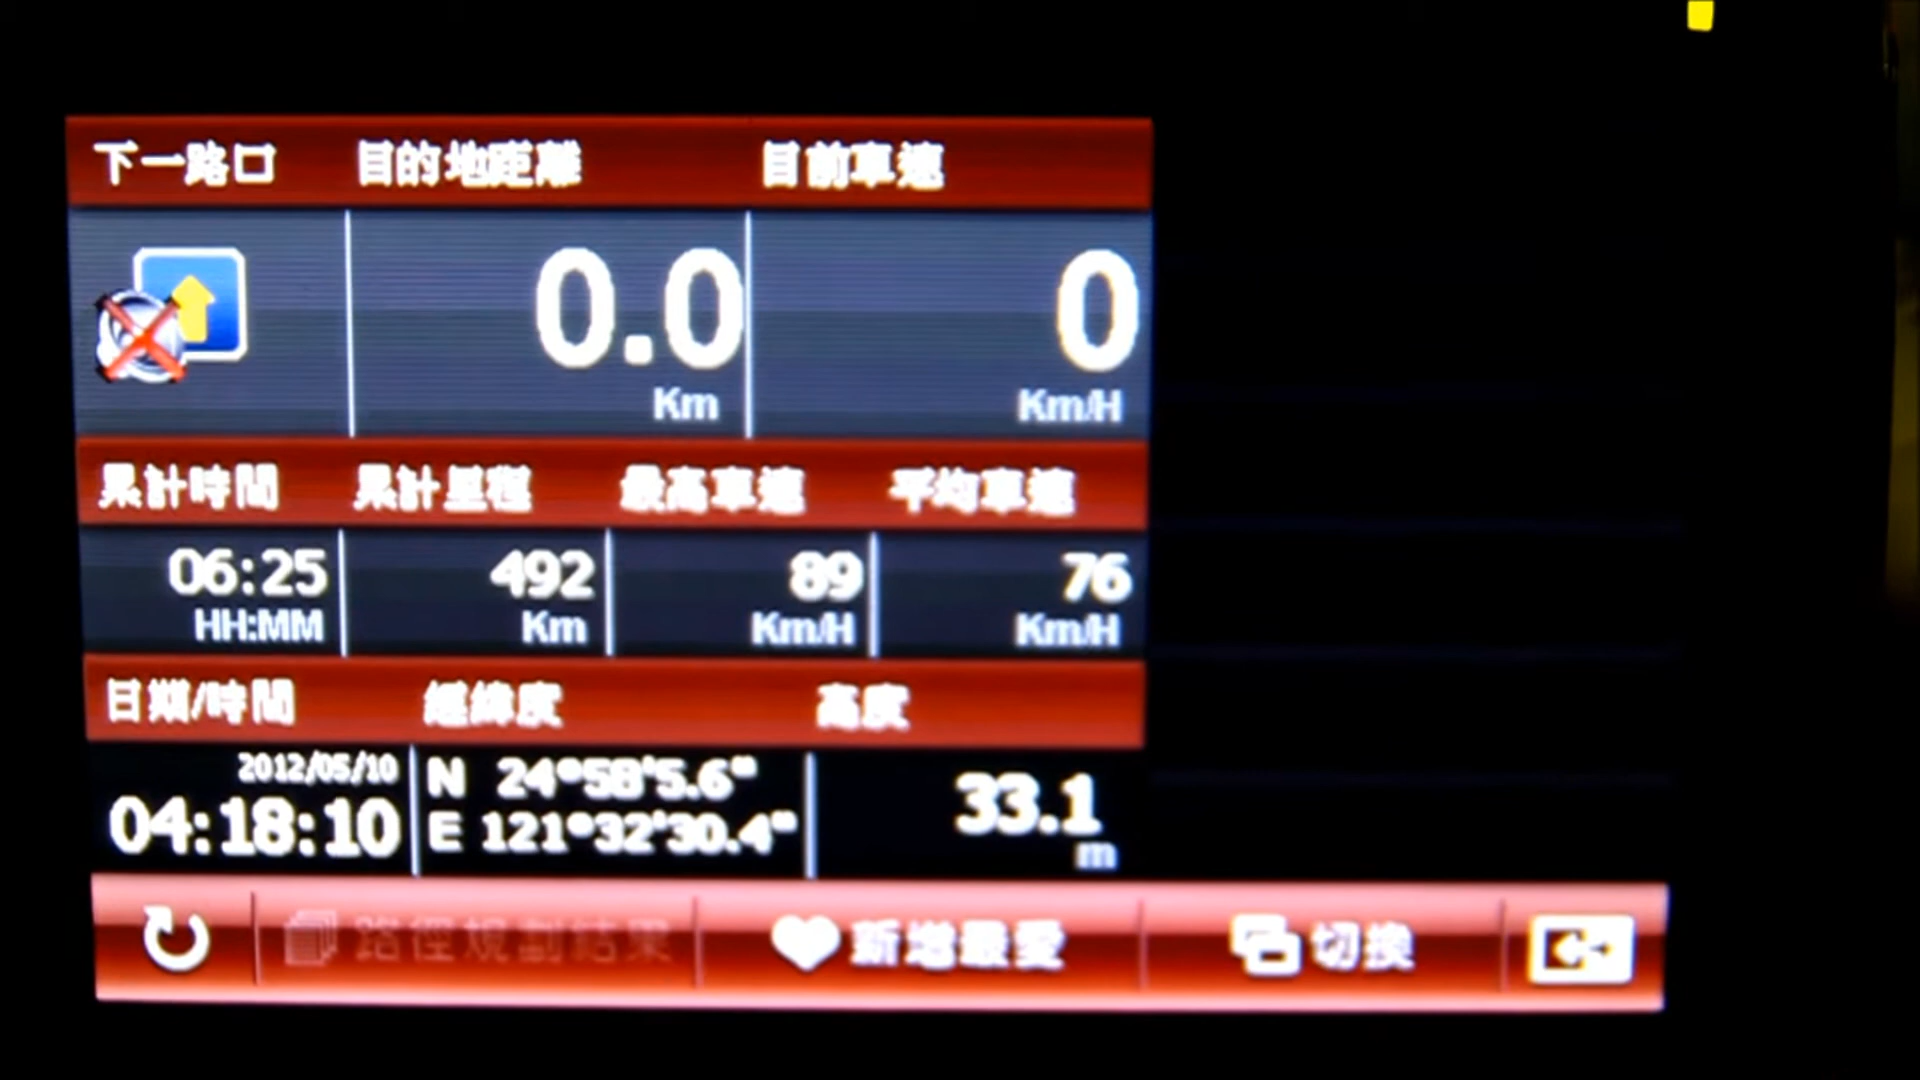 下一路口 目的地距離 目前車速
0.0 0
Km Km/H
累計時間 累計里程 最高車速 平均車速
06:25 492 89 76
HH:MM Km Km/H Km/H
日期/時間 經緯度 高度
2012/05/10 N 24°58'5.6"
04:18:10 E 121°32'30.4" 33.1
m
路徑規劃結果 新增最愛 切換